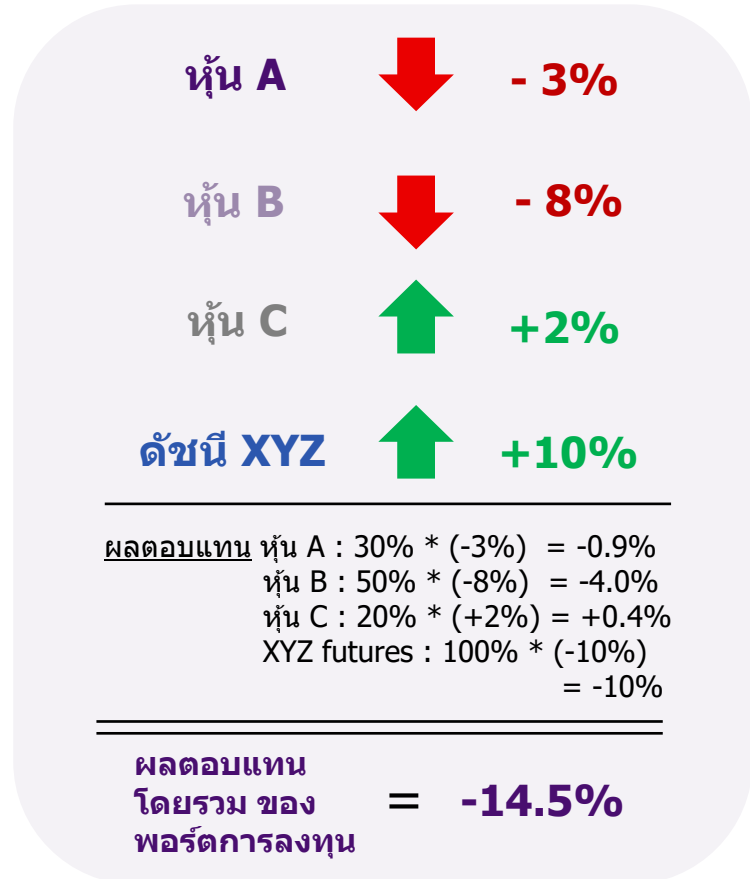 หุ้น A - 3%
หุ้น B - 8%
หุ้น C +2%
ดัชนี XYZ +10%
ผลตอบแทน หุ้น A : 30% * (-3%) = -0.9%
หุ้น B : 50% * (-8%) = -4.0%
หุ้น C : 20% * (+2%) = +0.4%
XYZ futures : 100% * (-10%)
= -10%
ผลตอบแทน
โดยรวม ของ = -14.5%
พอร์ตการลงทุน